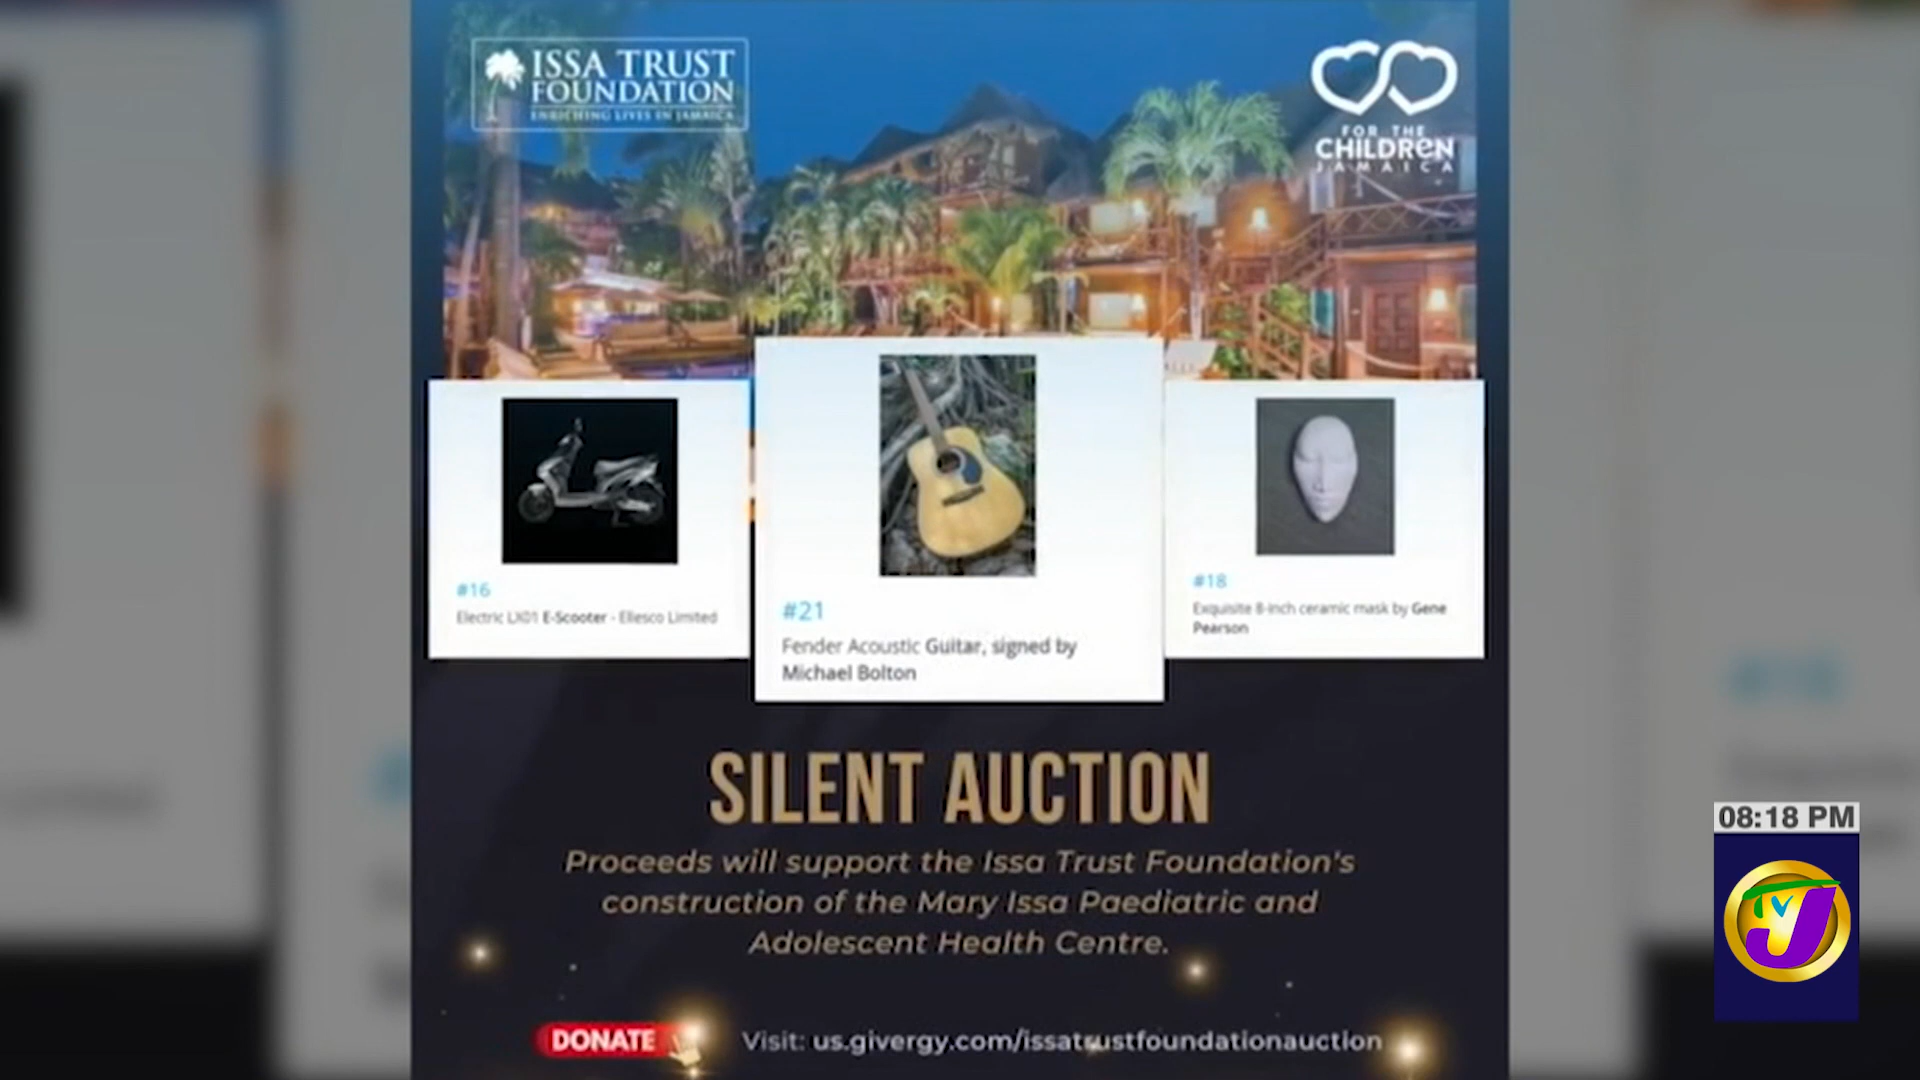 ISSA TRUST
FOUNDATION
ENRICHING LIVES IN JAMAICA
FOR THE
CHILDReN
JAMAICA
#16
Electric LX01 E-Scooter - Ellesco Limited
#21
Fender Acoustic Guitar, signed by
Michael Bolton
#18
Exquisite 8-inch ceramic mask by Gene
Pearson
SILENT AUCTION
Proceeds will support the Issa Trust Foundation's
construction of the Mary Issa Paediatric and
Adolescent Health Centre.
DONATE
Visit: us.givergy.com/issatrustfoundationauction
08:18 PM
TVJ